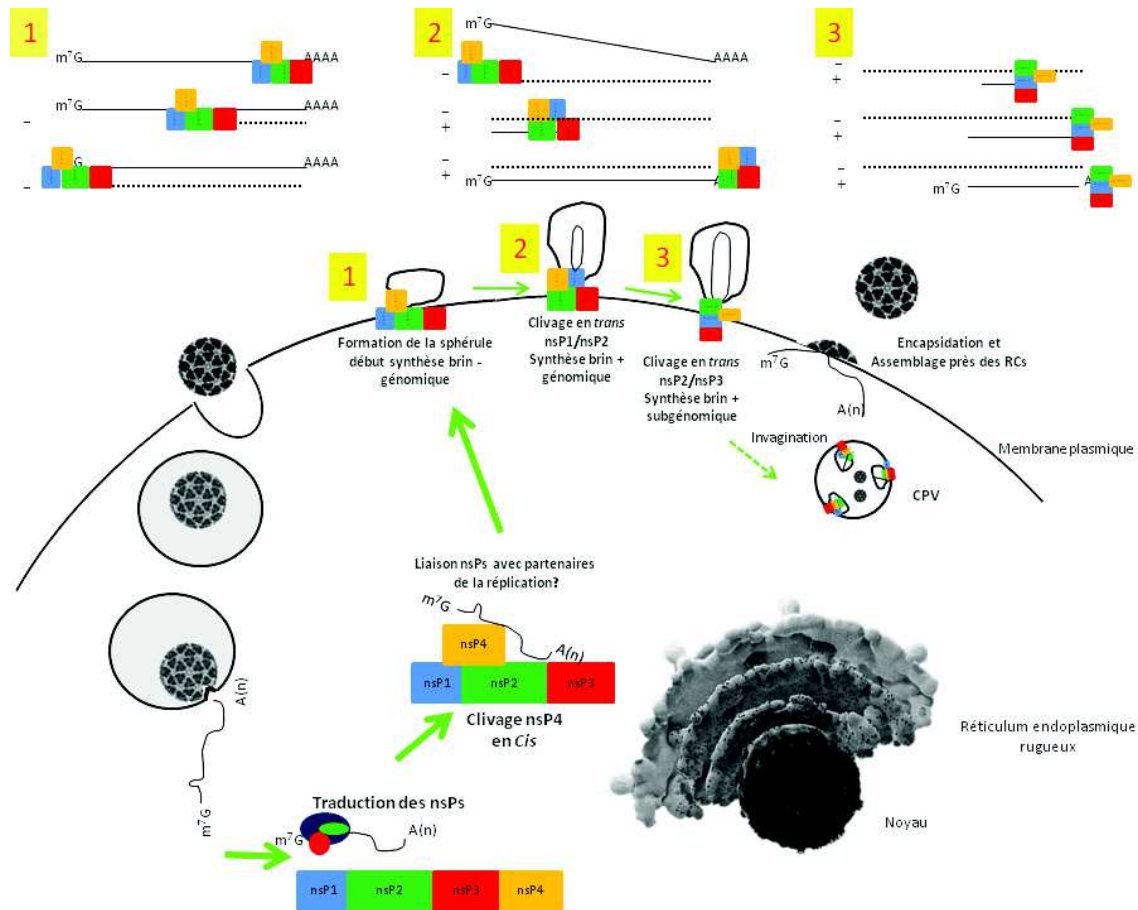 1
m⁷G
AAAA
m⁷G
AAAA
–
G
AAAA
–
2
m⁷G
AAAA
–
–
+
–
+
m⁷G
A
3
–
+
–
+
–
+
m⁷G
A
1
2
3
Formation de la sphérule
début synthèse brin -
génomique
Clivage en trans
nsP1/nsP2
Synthèse brin +
génomique
Clivage en trans
nsP2/nsP3
Synthèse brin +
subgénomique
Encapsidation et
Assemblage près des RCs
m⁷G
A(n)
Invagination
CPV
Membrane plasmique
Liaison nsPs avec partenaires
de la réplication?
m⁷G
A(n)
nsP4
nsP1
nsP2
nsP3
Clivage nsP4
en Cis
A(n)
m⁷G
Traduction des nsPs
m⁷G
A(n)
nsP1
nsP2
nsP3
nsP4
Réticulum endoplasmique
rugueux
Noyau